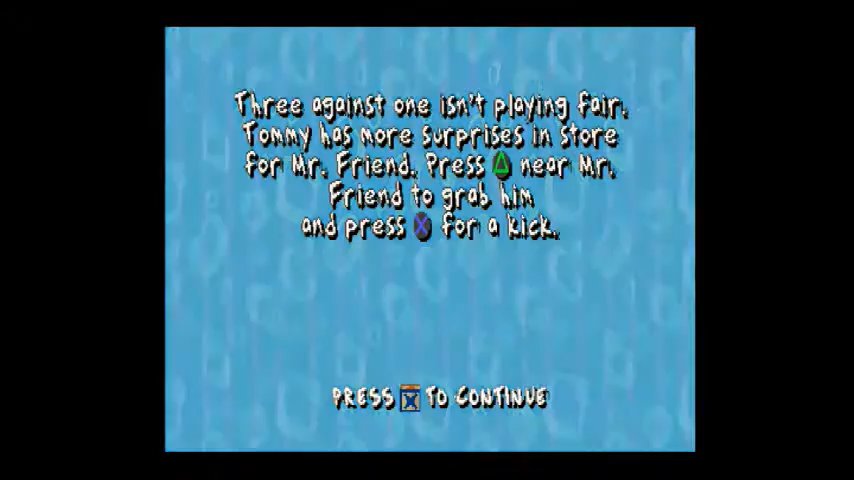 Three against one isn't playing fair.
Tommy has more surprises in store
for Mr. Friend. Press △ near Mr.
Friend to grab him
and press X for a kick.
PRESS X TO CONTINUE